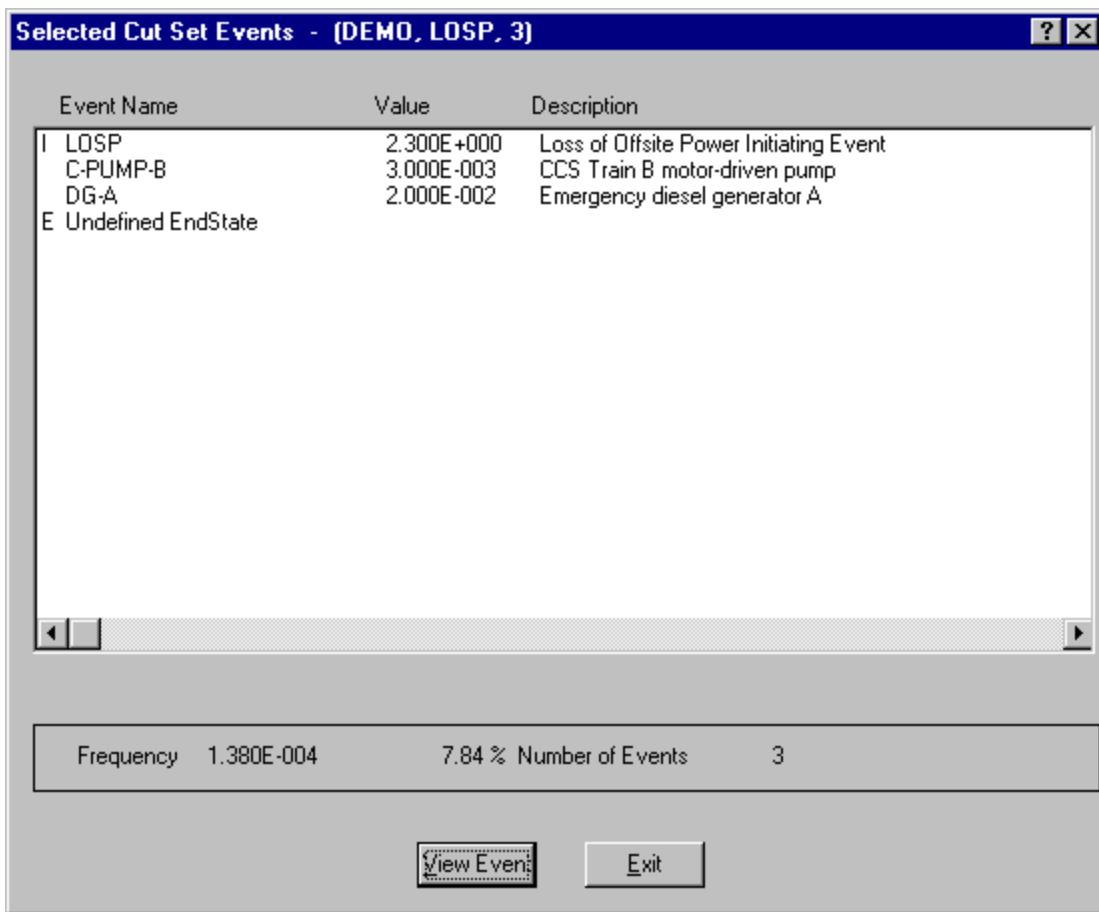 Selected Cut Set Events - (DEMO, LOSP, 3)
Event Name Value Description
I LOSP 2.300E+000 Loss of Offsite Power Initiating Event
C-PUMP-B 3.000E-003 CCS Train B motor-driven pump
DG-A 2.000E-002 Emergency diesel generator A
E Undefined EndState
Frequency 1.380E-004 7.84 % Number of Events 3
View Event Exit